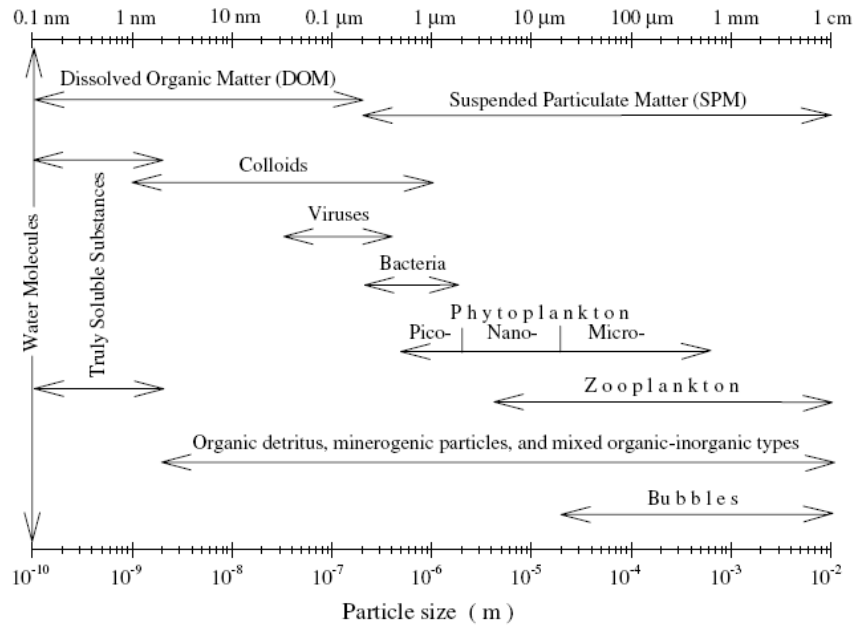 0.1 nm 1 nm 10 nm 0.1 μm 1 μm 10 μm 100 μm 1 mm 1 cm
Dissolved Organic Matter (DOM)
Suspended Particulate Matter (SPM)
Colloids
Water Molecules
Truly Soluble Substances
Viruses
Bacteria
Phytoplankton
Pico- Nano- Micro-
Zooplankton
Organic detritus, minerogenic particles, and mixed organic-inorganic types
Bubbles
10⁻¹⁰ 10⁻⁹ 10⁻⁸ 10⁻⁷ 10⁻⁶ 10⁻⁵ 10⁻⁴ 10⁻³ 10⁻²
Particle size ( m )